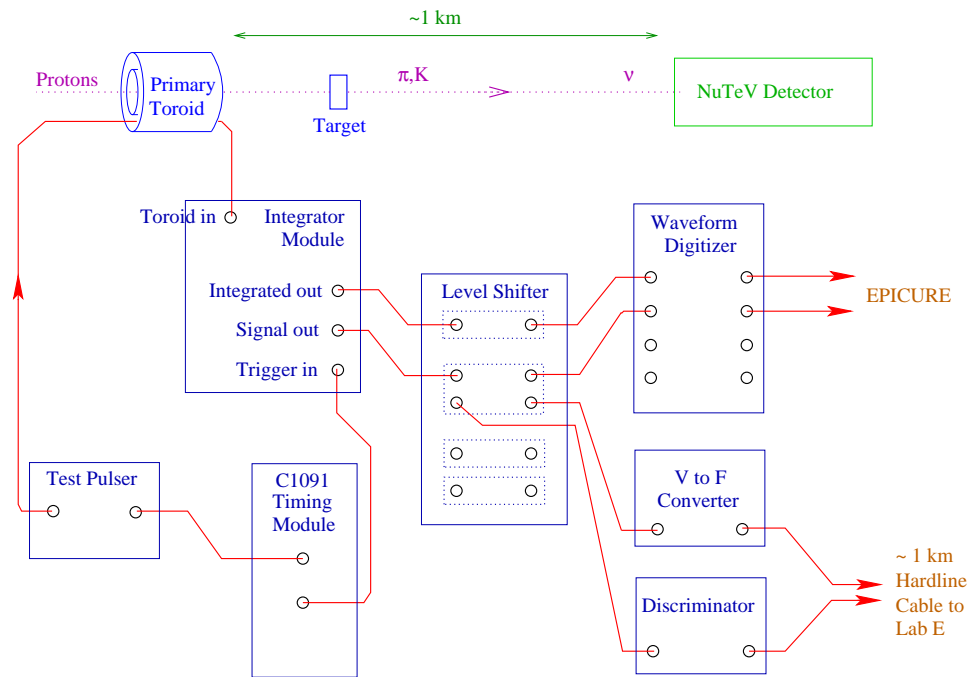 ~1 km
Protons
Primary
Toroid
π,K
ν
NuTeV Detector
Target
Toroid in
Integrator
Module
Integrated out
Signal out
Trigger in
Level Shifter
Waveform
Digitizer
EPICURE
Test Pulser
C1091
Timing
Module
V to F
Converter
Discriminator
~ 1 km
Hardline
Cable to
Lab E